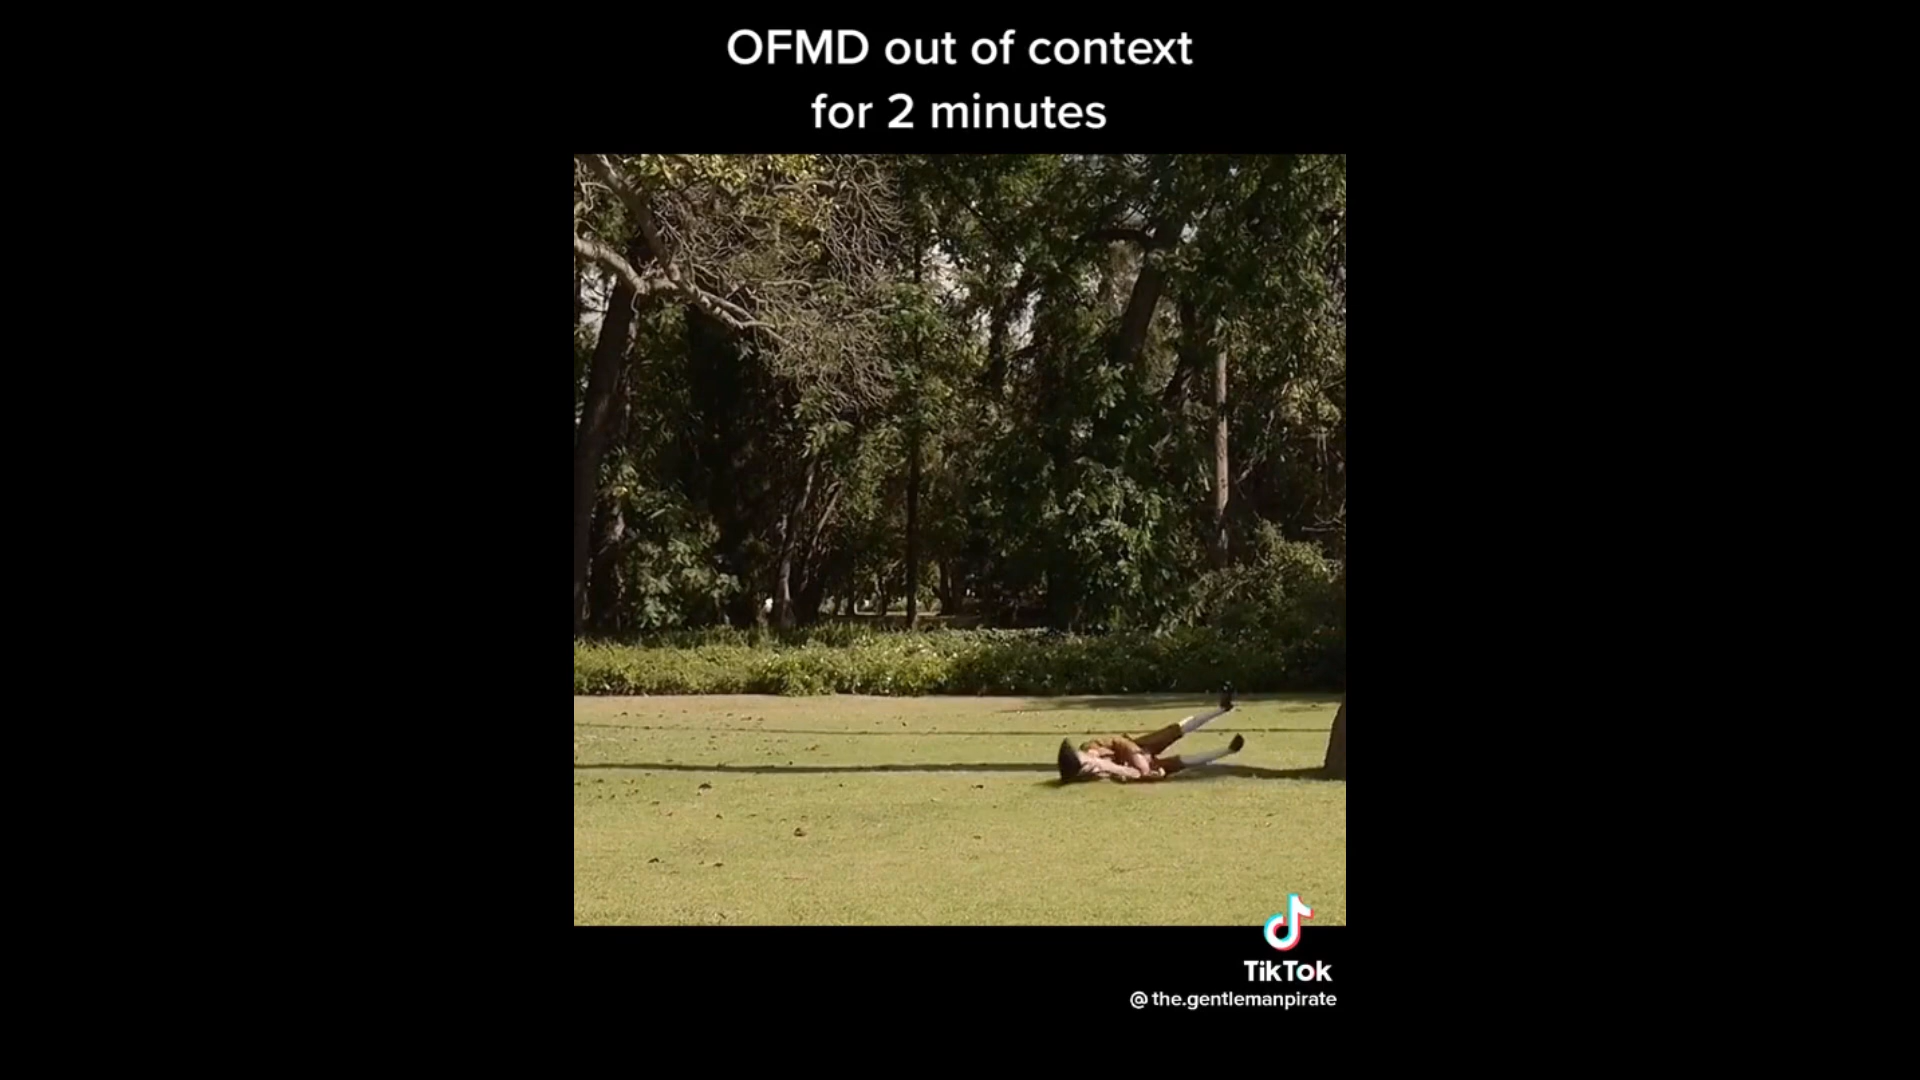 OFMD out of context
for 2 minutes
TikTok
@the.gentlemanpirate